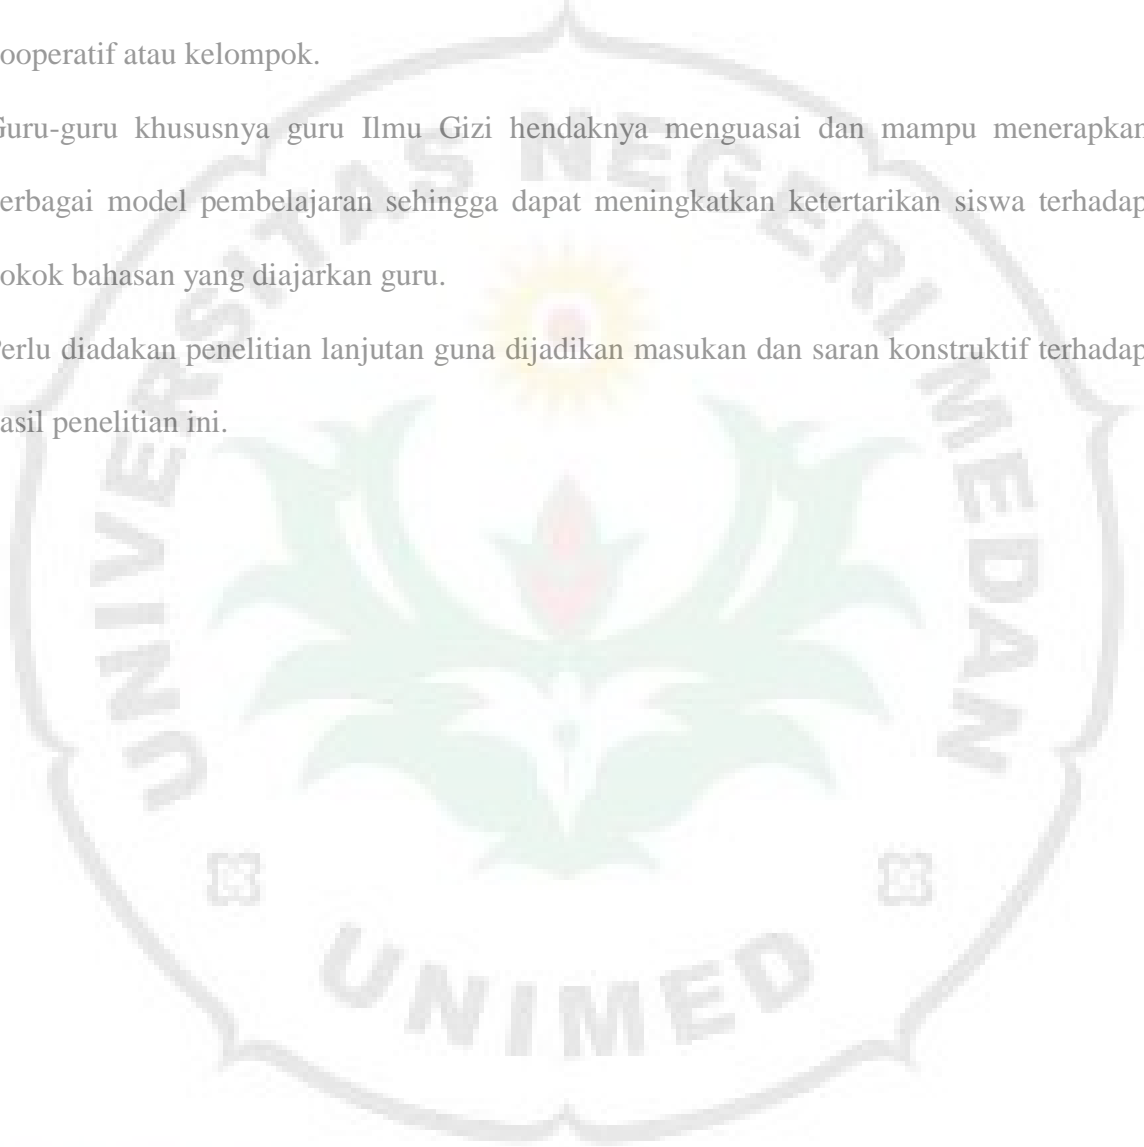 ooperatif atau kelompok.
Guru-guru khususnya guru Ilmu Gizi hendaknya menguasai dan mampu menerapkan
erbagai model pembelajaran sehingga dapat meningkatkan ketertarikan siswa terhadap
okok bahasan yang diajarkan guru.
Perlu diadakan penelitian lanjutan guna dijadikan masukan dan saran konstruktif terhadap
asil penelitian ini.
UNIVERSITAS NEGERI MEDAN
UNIMED